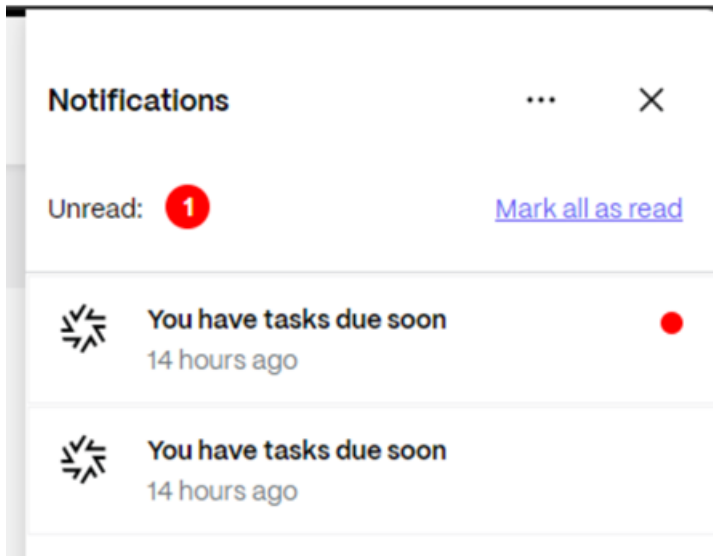 Notifications
Unread: 1 Mark all as read
You have tasks due soon
14 hours ago
You have tasks due soon
14 hours ago